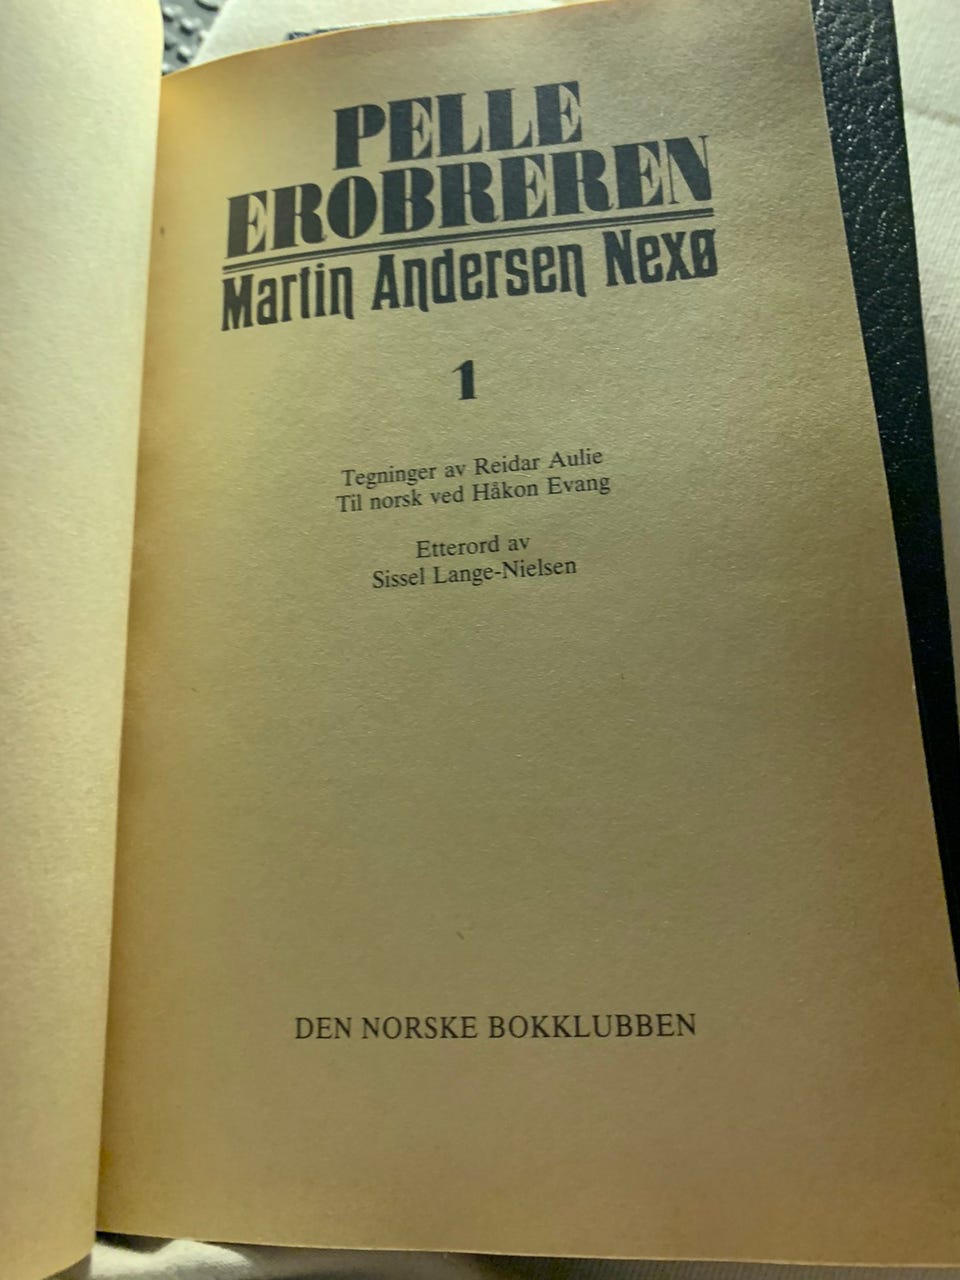 PELLE
EROBREREN
Martin Andersen Nexø
1
Tegninger av Reidar Aulie
Til norsk ved Håkon Evang
Etterord av
Sissel Lange-Nielsen
DEN NORSKE BOKKLUBBEN